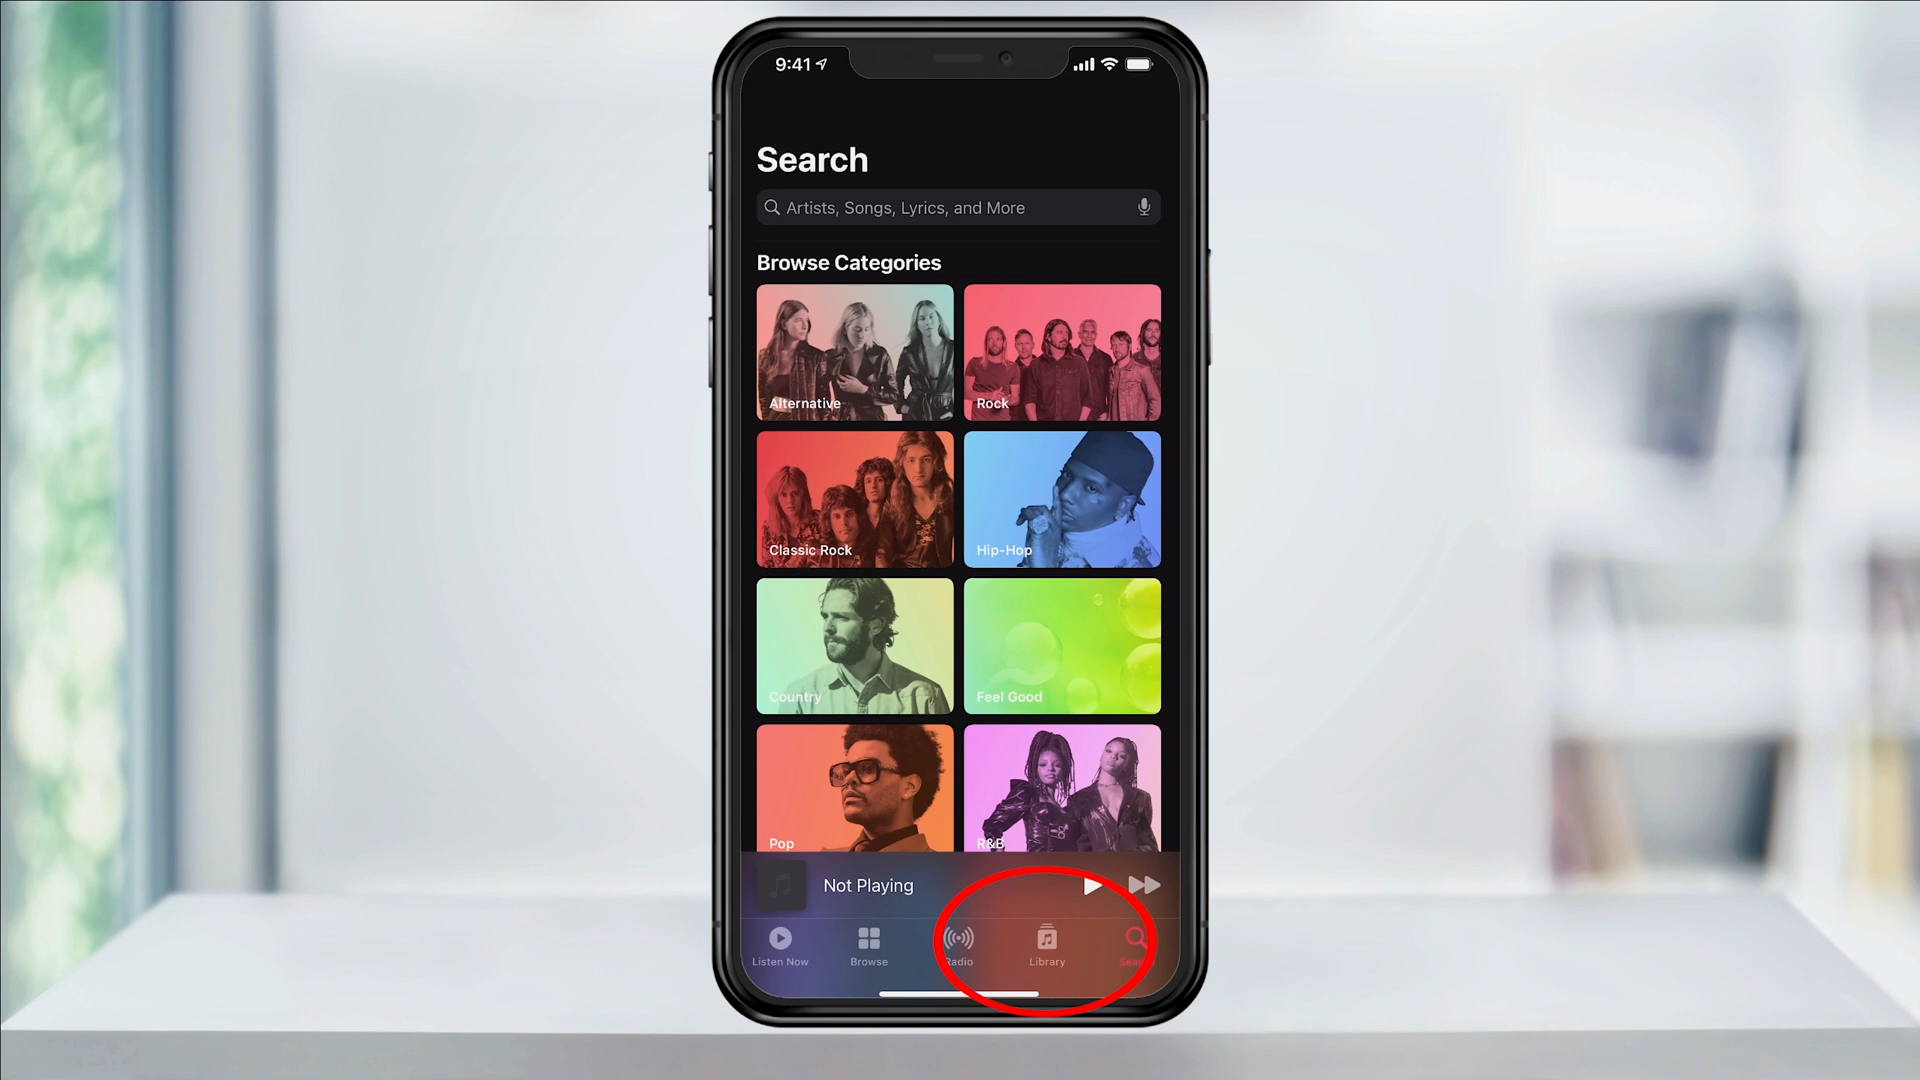 9:41
Search
Artists, Songs, Lyrics, and More
Browse Categories
Alternative
Rock
Classic Rock
Hip-Hop
Country
Feel Good
Pop
R&B
Not Playing
Listen Now
Browse
Radio
Library
Search